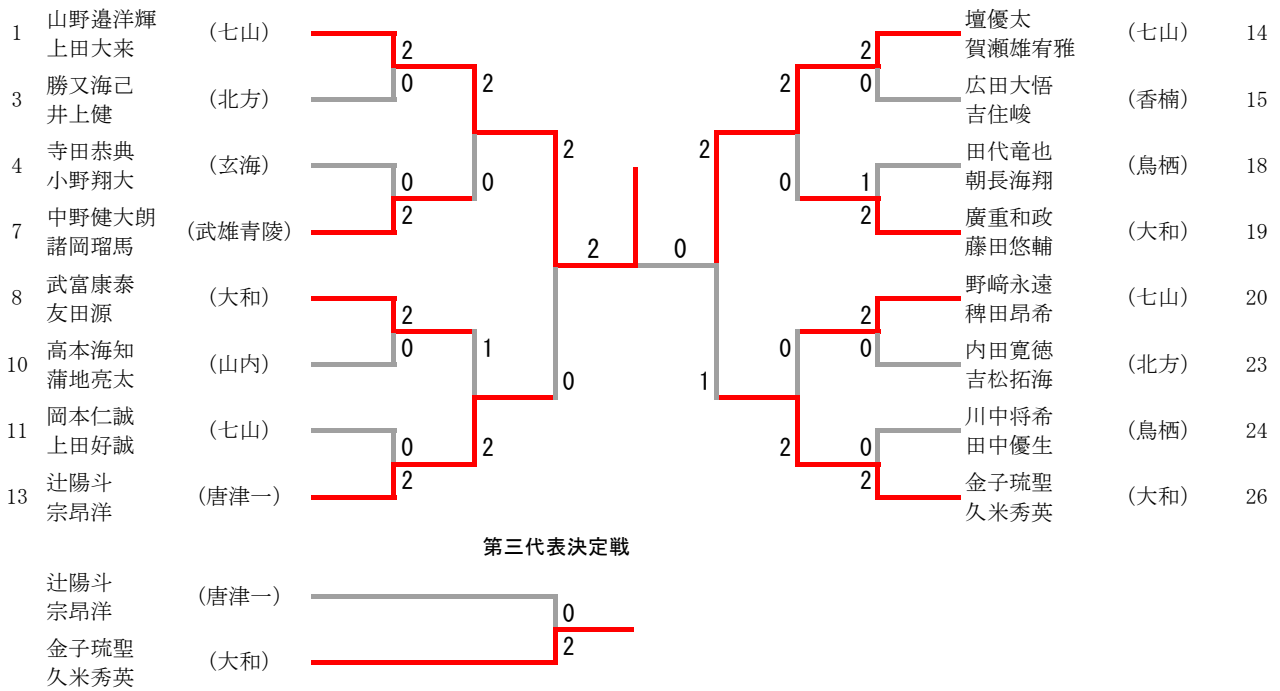 1 山野邉洋輝 上田大来 （七山）
2
0
3 勝又海己 井上健 （北方）
2
0
4 寺田恭典 小野翔大 （玄海）
0
2
7 中野健大朗 諸岡瑠馬 （武雄青陵）
2
0
8 武富康泰 友田源 （大和）
2
0
10 高本海知 蒲地亮太 （山内）
1
2
11 岡本仁誠 上田好誠 （七山）
0
2
13 辻陽斗 宗昂洋 （唐津一）
2 0
壇優太 賀瀬雄宥雅 （七山） 14
2
0
広田大悟 吉住峻 （香楠） 15
2
0
田代竜也 朝長海翔 （鳥栖） 18
1
2
廣重和政 藤田悠輔 （大和） 19
2
1
野﨑永遠 稗田昂希 （七山） 20
2
0
内田寛徳 吉松拓海 （北方） 23
0
2
川中将希 田中優生 （鳥栖） 24
0
2
金子琉聖 久米秀英 （大和） 26
第三代表決定戦
辻陽斗 宗昂洋 （唐津一）
0
2
金子琉聖 久米秀英 （大和）